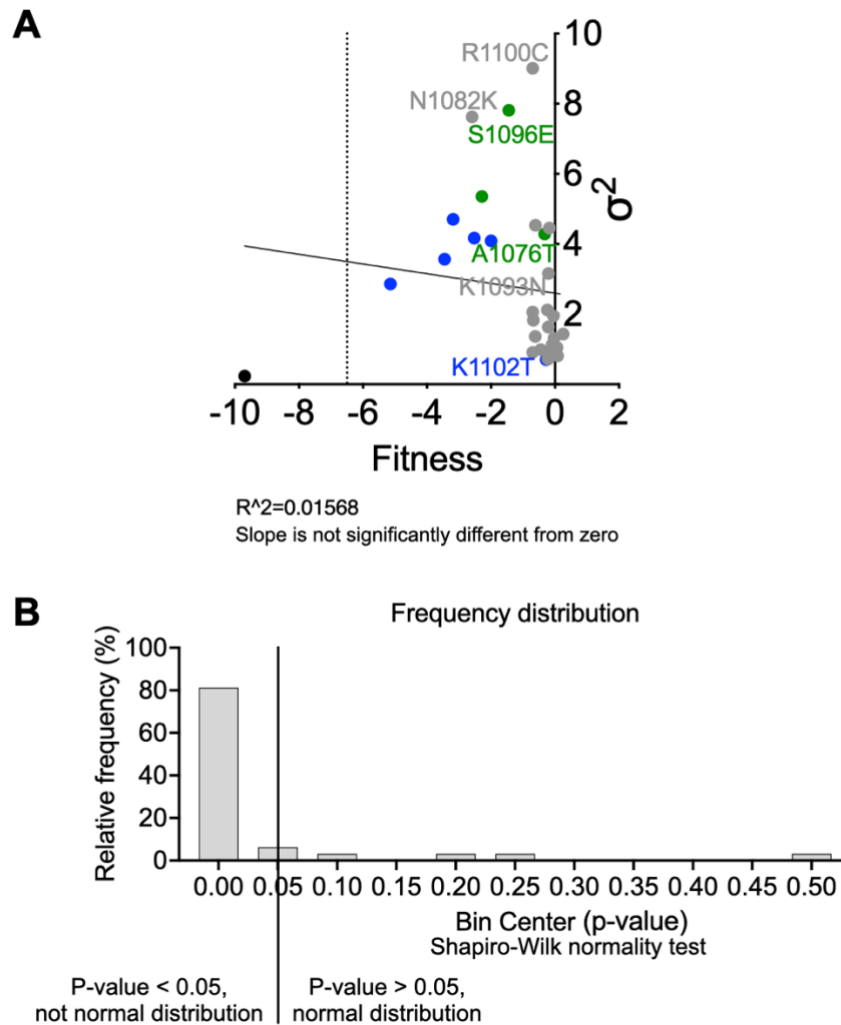 A
10
R1100C
N1082K
8
S1096E
6
σ2
4
A1076T
K1093N
2
K1102T
-10 -8 -6 -4 -2 0 2
Fitness
R^2=0.01568
Slope is not significantly different from zero
B
Frequency distribution
Relative frequency (%)
100
80
60
40
20
0
0.00 0.05 0.10 0.15 0.20 0.25 0.30 0.35 0.40 0.45 0.50
Bin Center (p-value)
Shapiro-Wilk normality test
P-value < 0.05,
not normal distribution
P-value > 0.05,
normal distribution